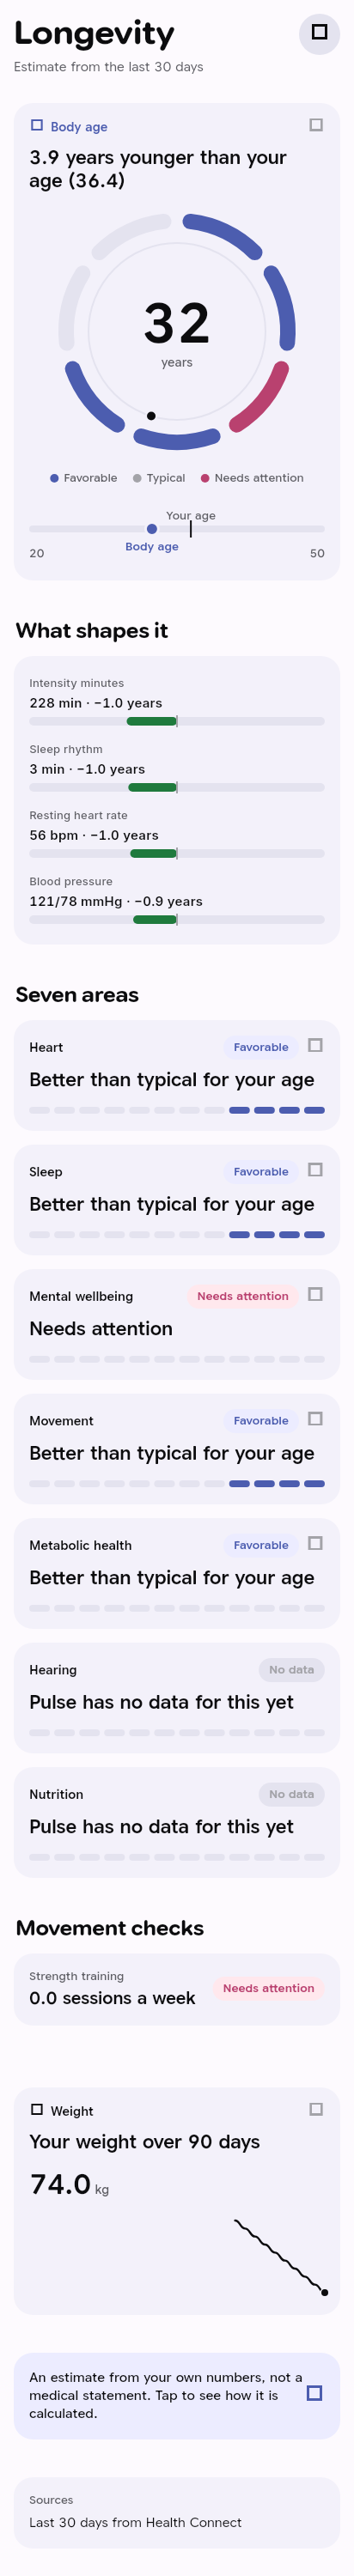 Longevity
Estimate from the last 30 days
Body age
3.9 years younger than your
age (36.4)
32
years
Favorable
Typical
Needs attention
Your age
Body age
20
50
What shapes it
Intensity minutes
228 min · −1.0 years
Sleep rhythm
3 min · −1.0 years
Resting heart rate
56 bpm · −1.0 years
Blood pressure
121/78 mmHg · −0.9 years
Seven areas
Heart
Favorable
Better than typical for your age
Sleep
Favorable
Better than typical for your age
Mental wellbeing
Needs attention
Needs attention
Movement
Favorable
Better than typical for your age
Metabolic health
Favorable
Better than typical for your age
Hearing
No data
Pulse has no data for this yet
Nutrition
No data
Pulse has no data for this yet
Movement checks
Strength training
0.0 sessions a week
Needs attention
Weight
Your weight over 90 days
74.0 kg
An estimate from your own numbers, not a
medical statement. Tap to see how it is
calculated.
Sources
Last 30 days from Health Connect